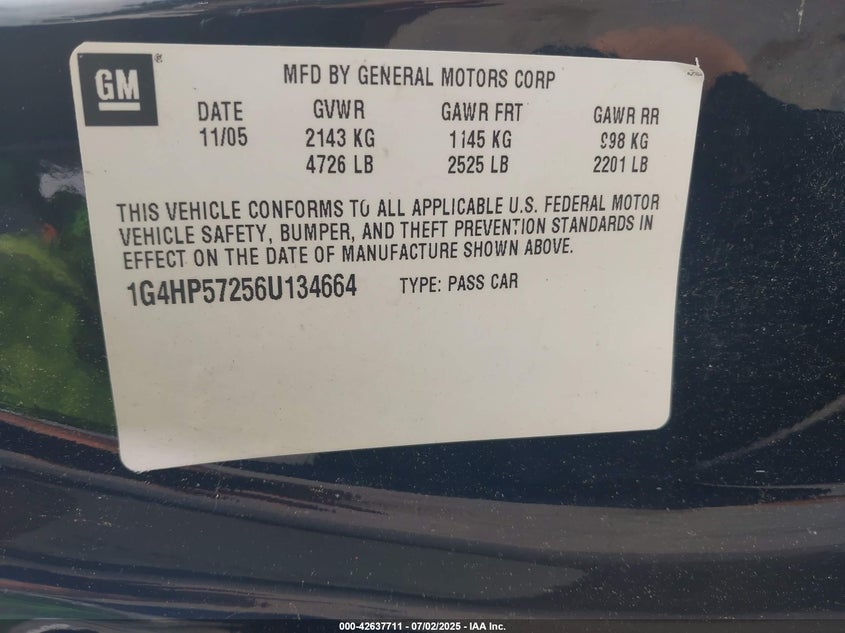 GM
MFD BY GENERAL MOTORS CORP
DATE GVWR GAWR FRT GAWR RR
11/05 2143 KG 1145 KG 998 KG
4726 LB 2525 LB 2201 LB
THIS VEHICLE CONFORMS TO ALL APPLICABLE U.S. FEDERAL MOTOR
VEHICLE SAFETY, BUMPER, AND THEFT PREVENTION STANDARDS IN
EFFECT ON THE DATE OF MANUFACTURE SHOWN ABOVE.
1G4HP57256U134664 TYPE: PASS CAR
000-42637711 - 07/02/2025 - IAA Inc.